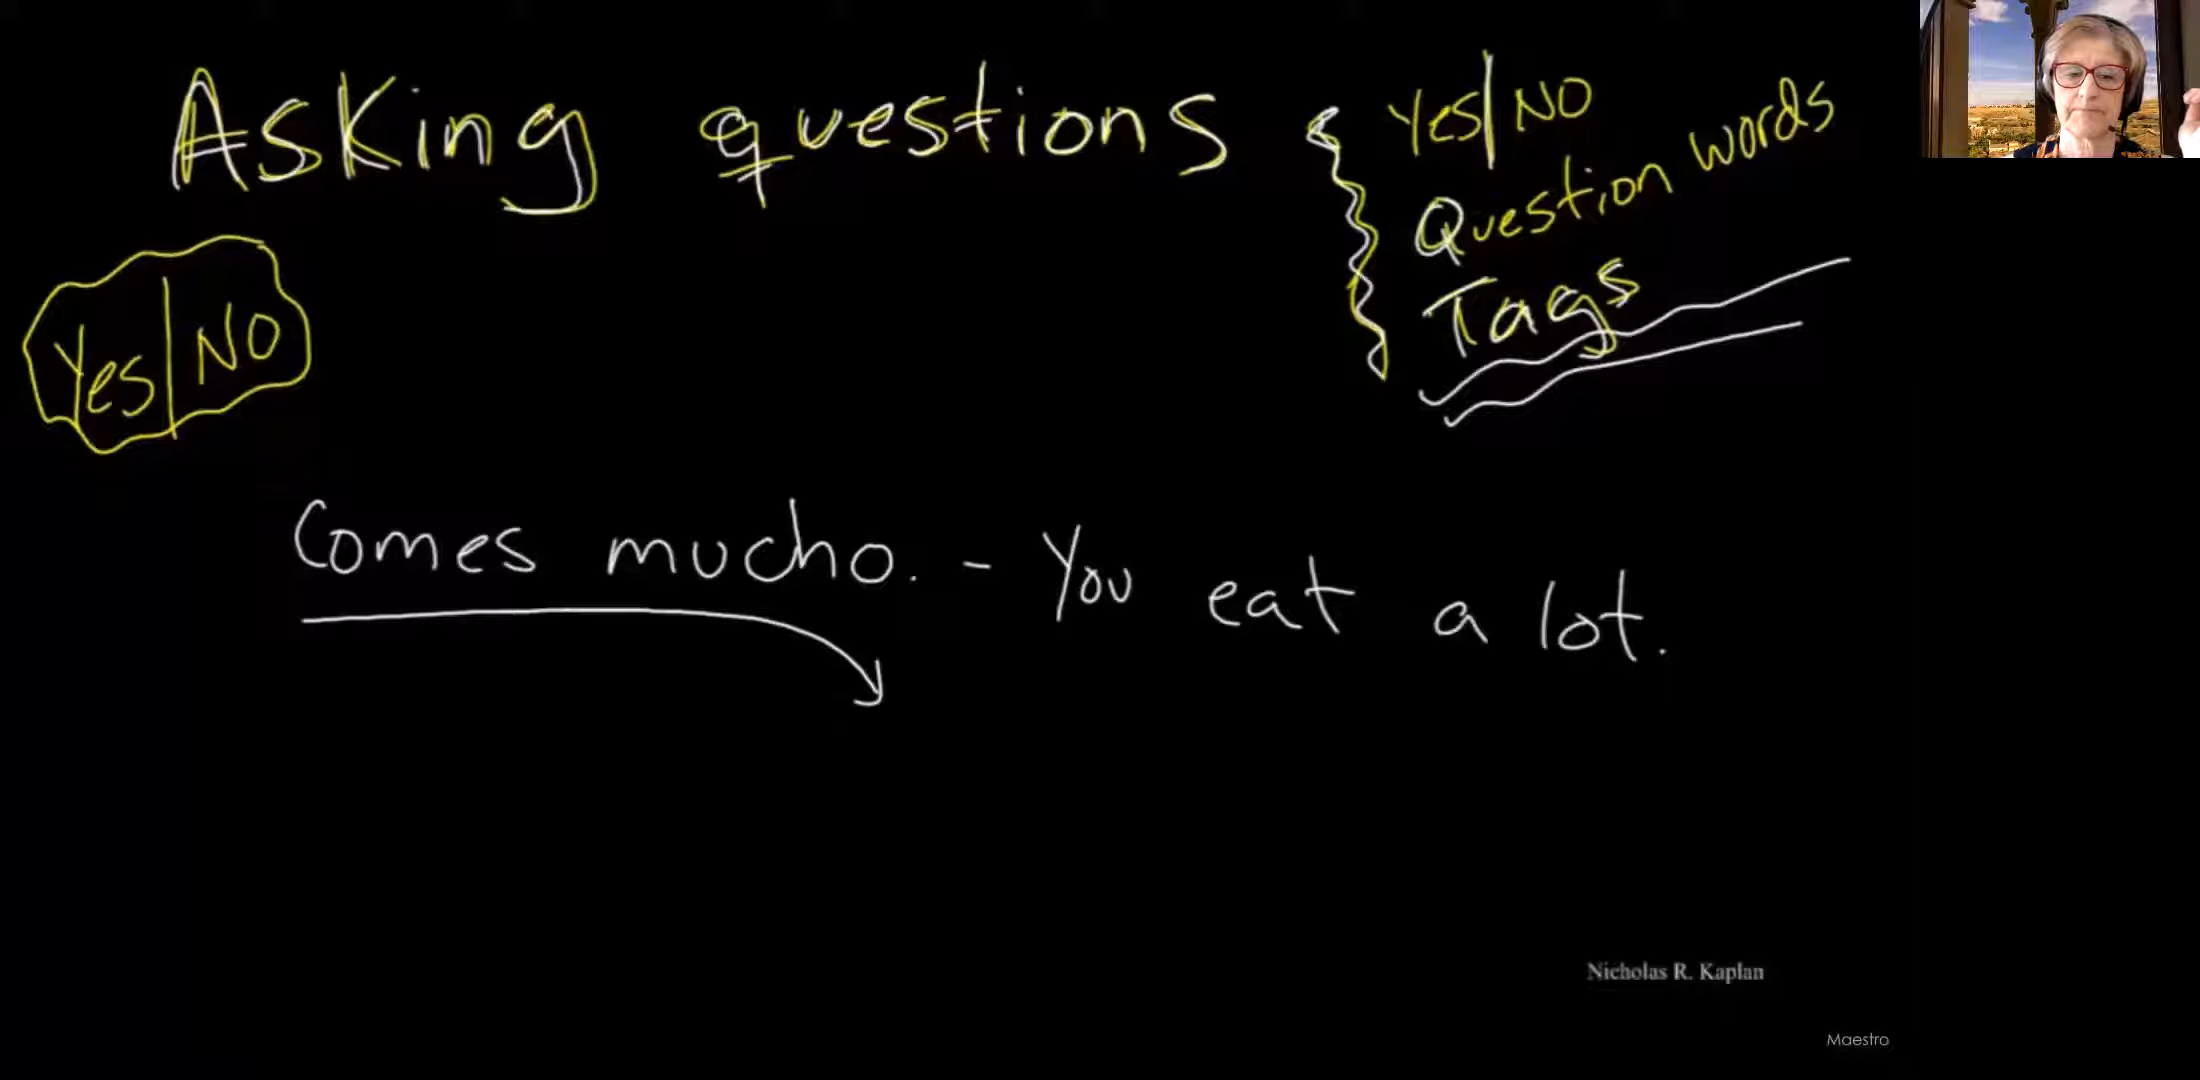 Asking questions { Yes|NO
Question words
Tags
Yes|NO
Comes mucho. - You eat a lot.
Nicholas R. Kaplan
Maestro